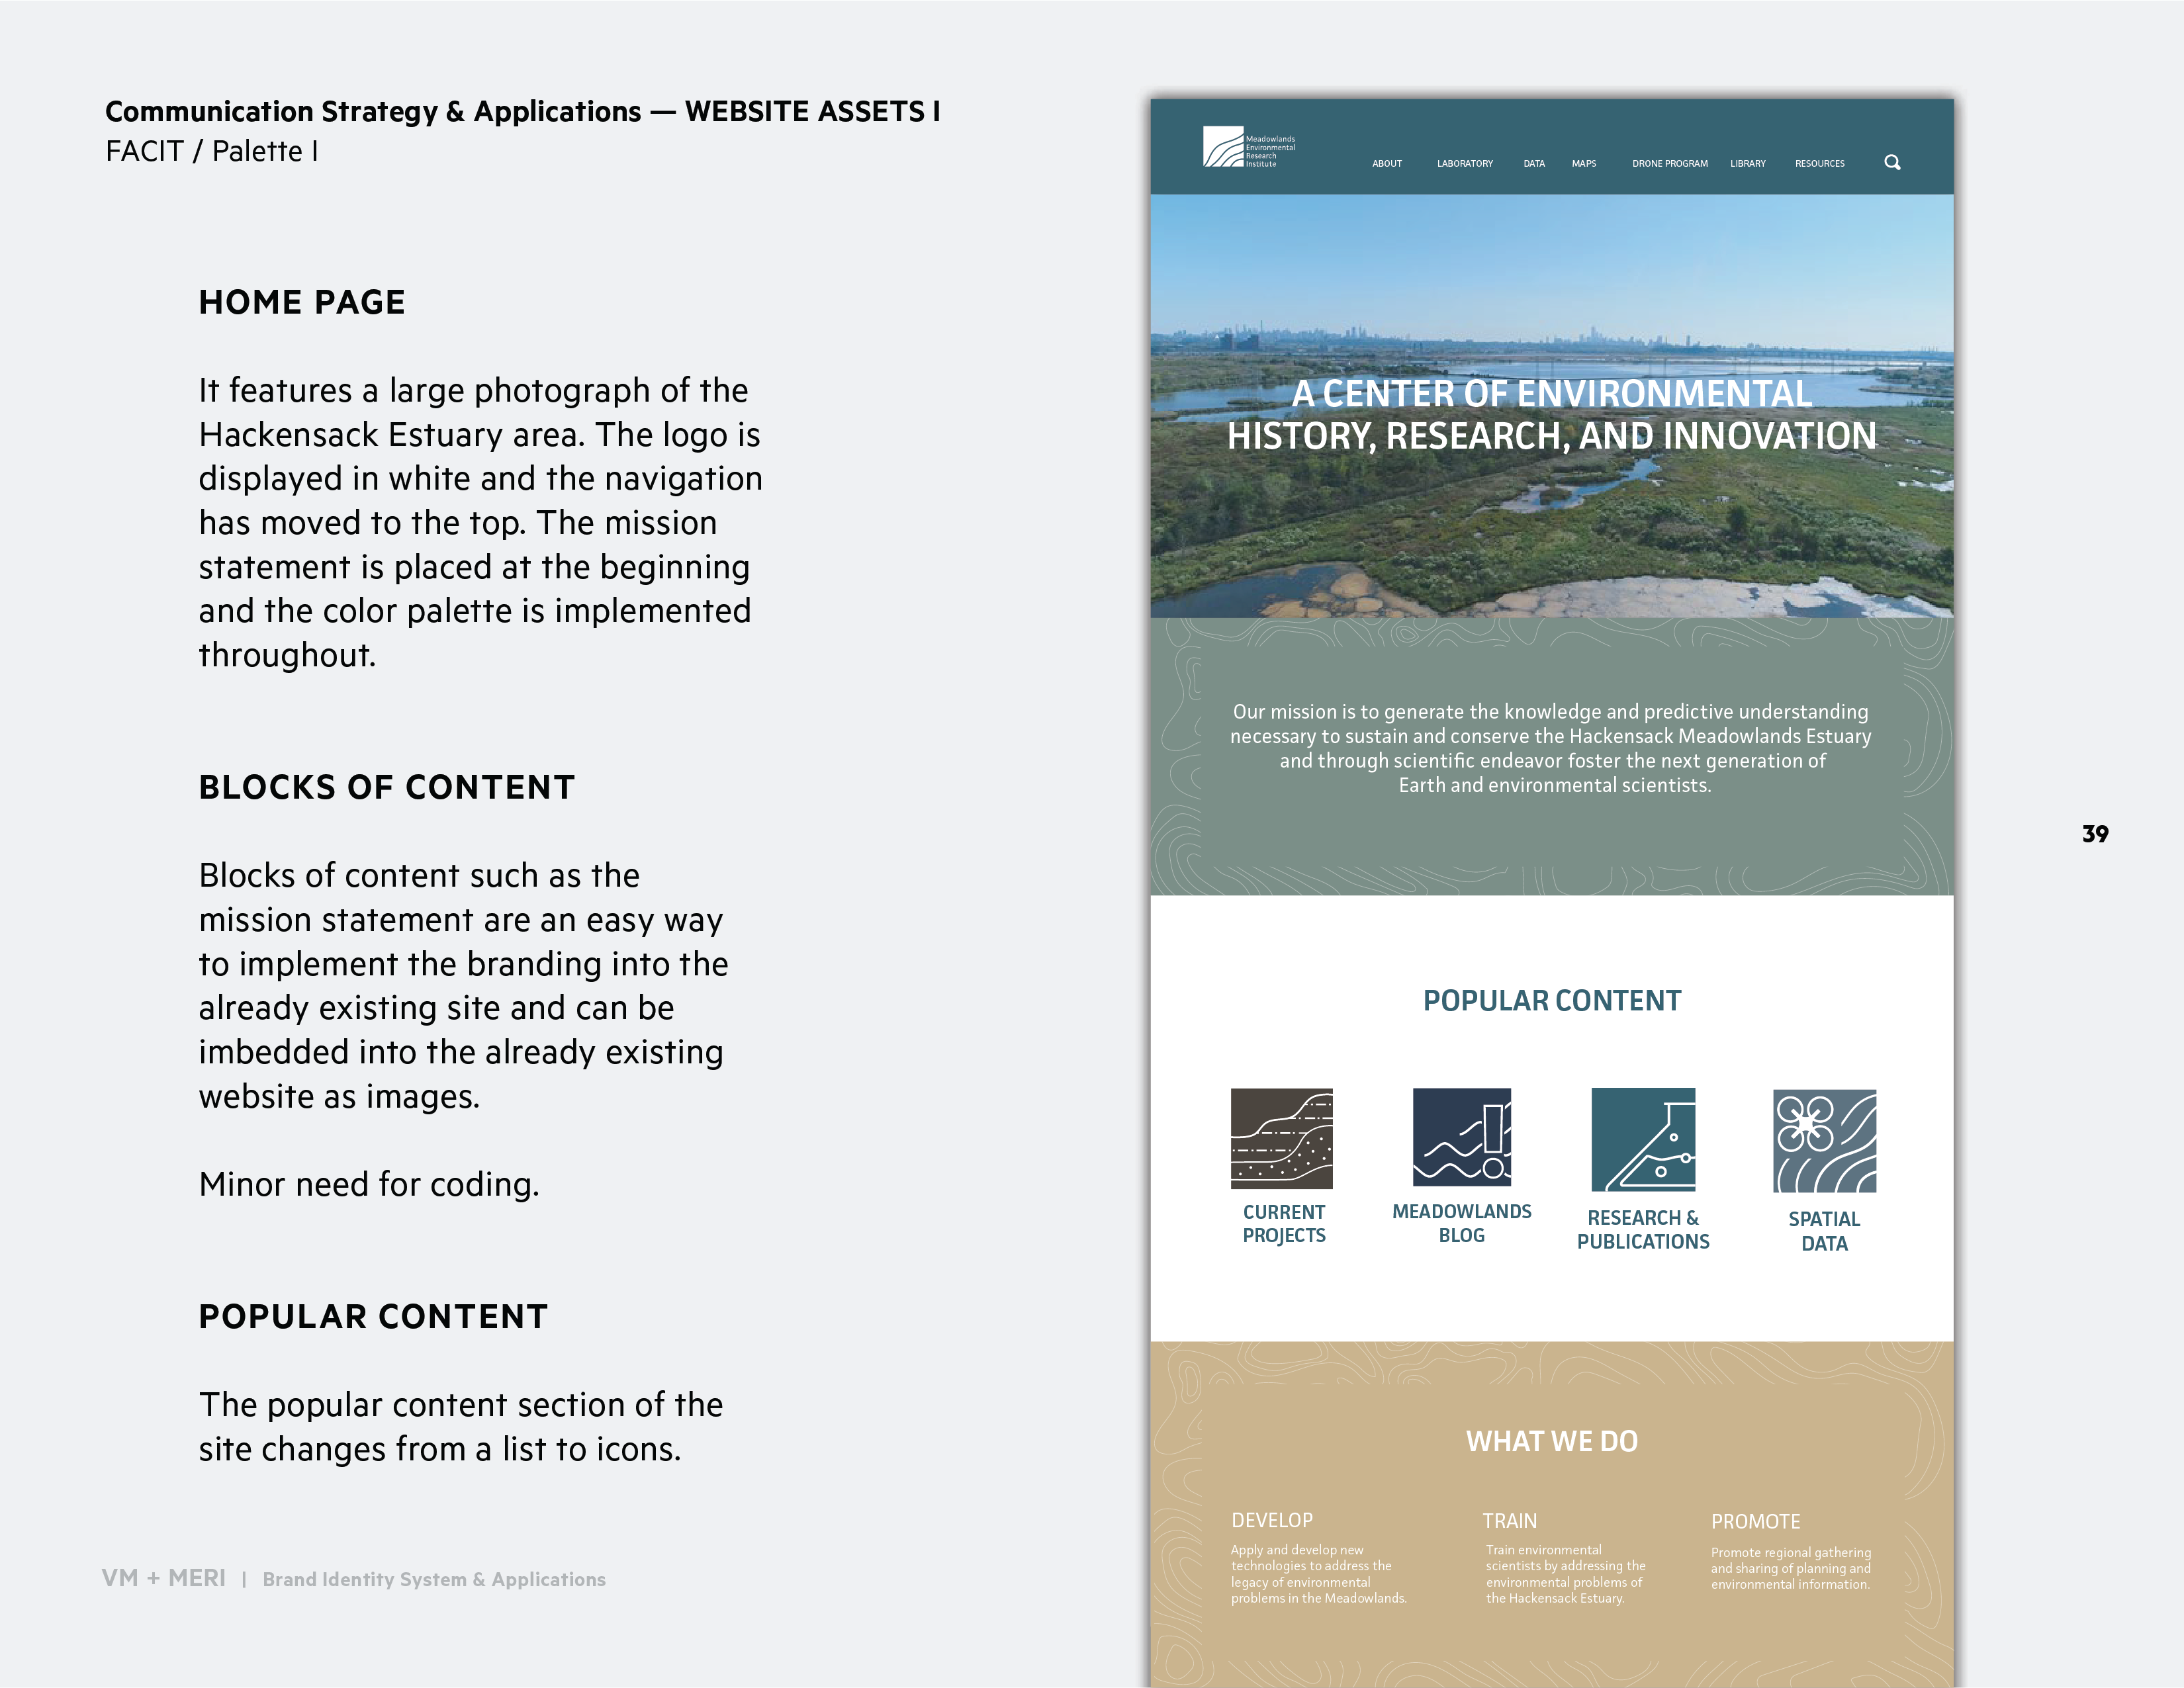 Communication Strategy & Applications — WEBSITE ASSETS I
FACIT / Palette I
HOME PAGE
It features a large photograph of the
Hackensack Estuary area. The logo is
displayed in white and the navigation
has moved to the top. The mission
statement is placed at the beginning
and the color palette is implemented
throughout.
BLOCKS OF CONTENT
Blocks of content such as the
mission statement are an easy way
to implement the branding into the
already existing site and can be
imbedded into the already existing
website as images.
Minor need for coding.
POPULAR CONTENT
The popular content section of the
site changes from a list to icons.
VM + MERI | Brand Identity System & Applications
Meadowlands
Environmental
Research
Institute
ABOUT LABORATORY DATA MAPS DRONE PROGRAM LIBRARY RESOURCES
A CENTER OF ENVIRONMENTAL
HISTORY, RESEARCH, AND INNOVATION
Our mission is to generate the knowledge and predictive understanding
necessary to sustain and conserve the Hackensack Meadowlands Estuary
and through scientific endeavor foster the next generation of
Earth and environmental scientists.
POPULAR CONTENT
CURRENT
PROJECTS
MEADOWLANDS
BLOG
RESEARCH &
PUBLICATIONS
SPATIAL
DATA
WHAT WE DO
DEVELOP
Apply and develop new
technologies to address the
legacy of environmental
problems in the Meadowlands.
TRAIN
Train environmental
scientists by addressing the
environmental problems of
the Hackensack Estuary.
PROMOTE
Promote regional gathering
and sharing of planning and
environmental information.
39